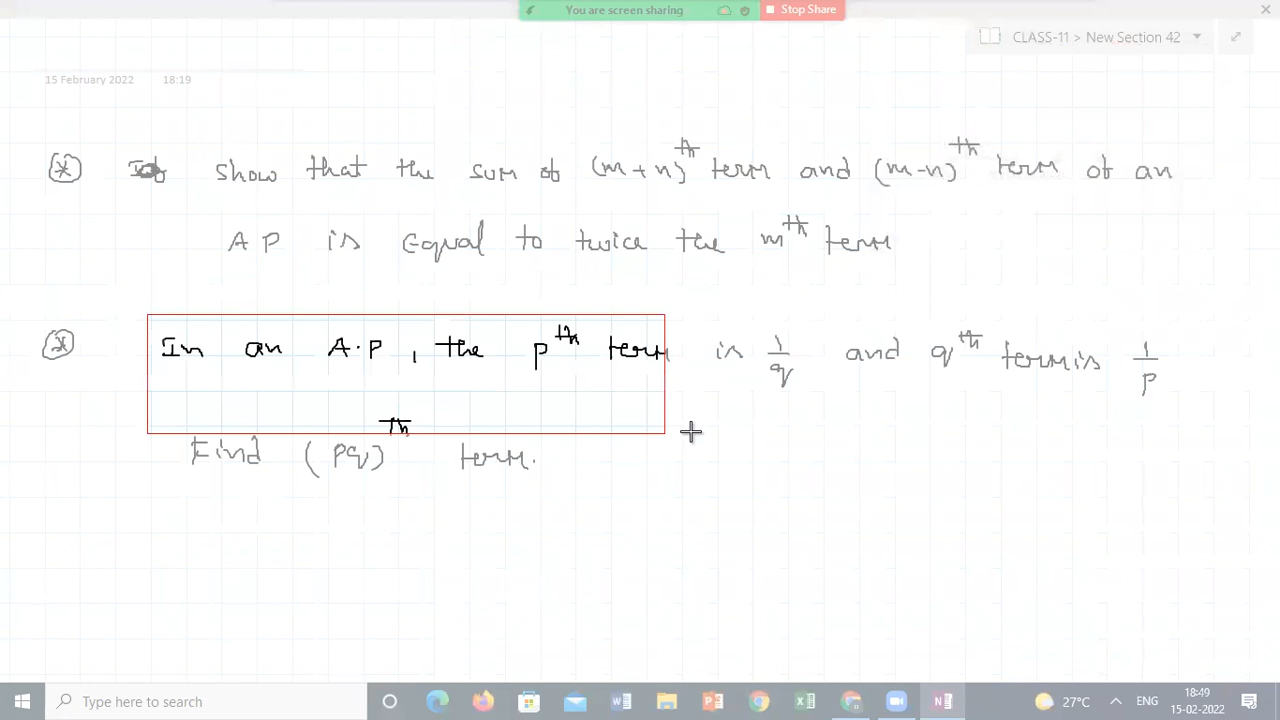 You are screen sharing Stop Share
CLASS-11 > New Section 42
15 February 2022 18:19
Show that the sum of (m+n)th term and (m-n)th term of an
AP is Equal to twice the mth term
In an A.P, the pth term is 1/q and qth term is 1/p
Find (pq)th term.
Type here to search
27°C ENG 18:49
15-02-2022